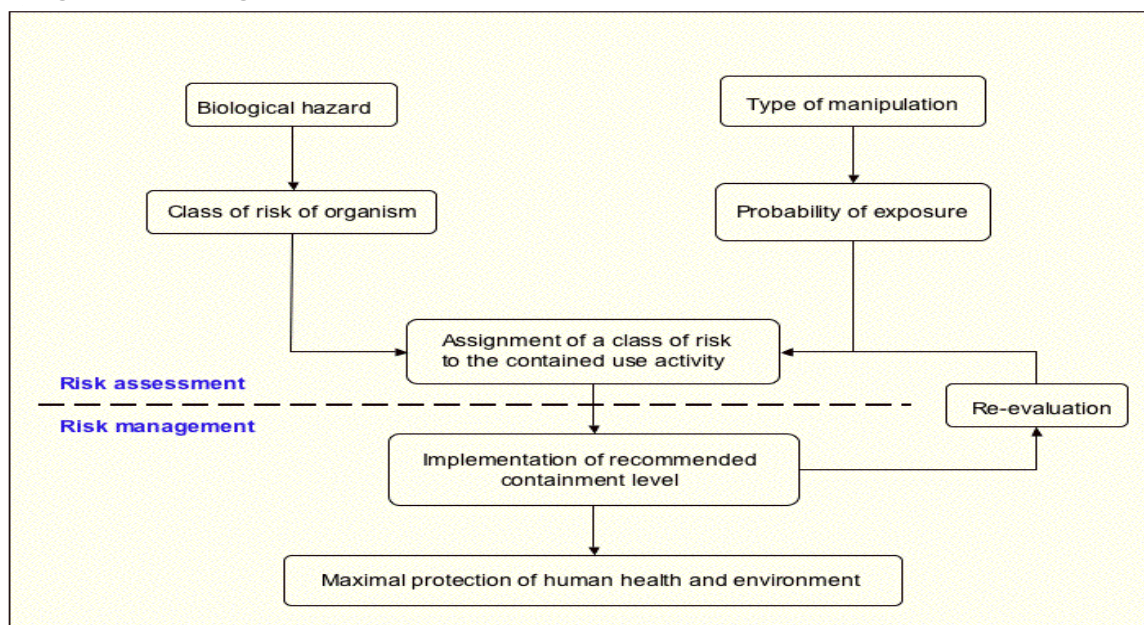 Biological hazard
Type of manipulation
Class of risk of organism
Probability of exposure
Assignment of a class of risk
to the contained use activity
Risk assessment
Risk management
Re-evaluation
Implementation of recommended
containment level
Maximal protection of human health and environment